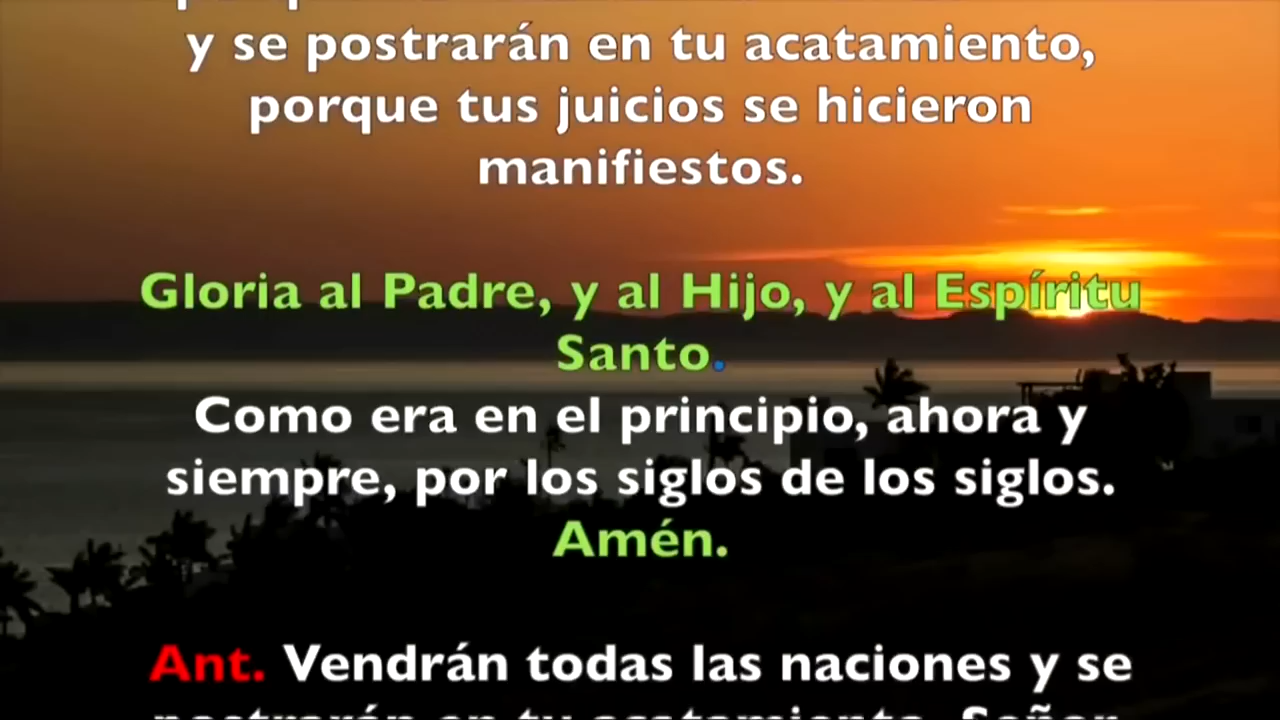 y se postrarán en tu acatamiento,
porque tus juicios se hicieron
manifiestos.
Gloria al Padre, y al Hijo, y al Espíritu
Santo.
Como era en el principio, ahora y
siempre, por los siglos de los siglos.
Amén.
Ant. Vendrán todas las naciones y se